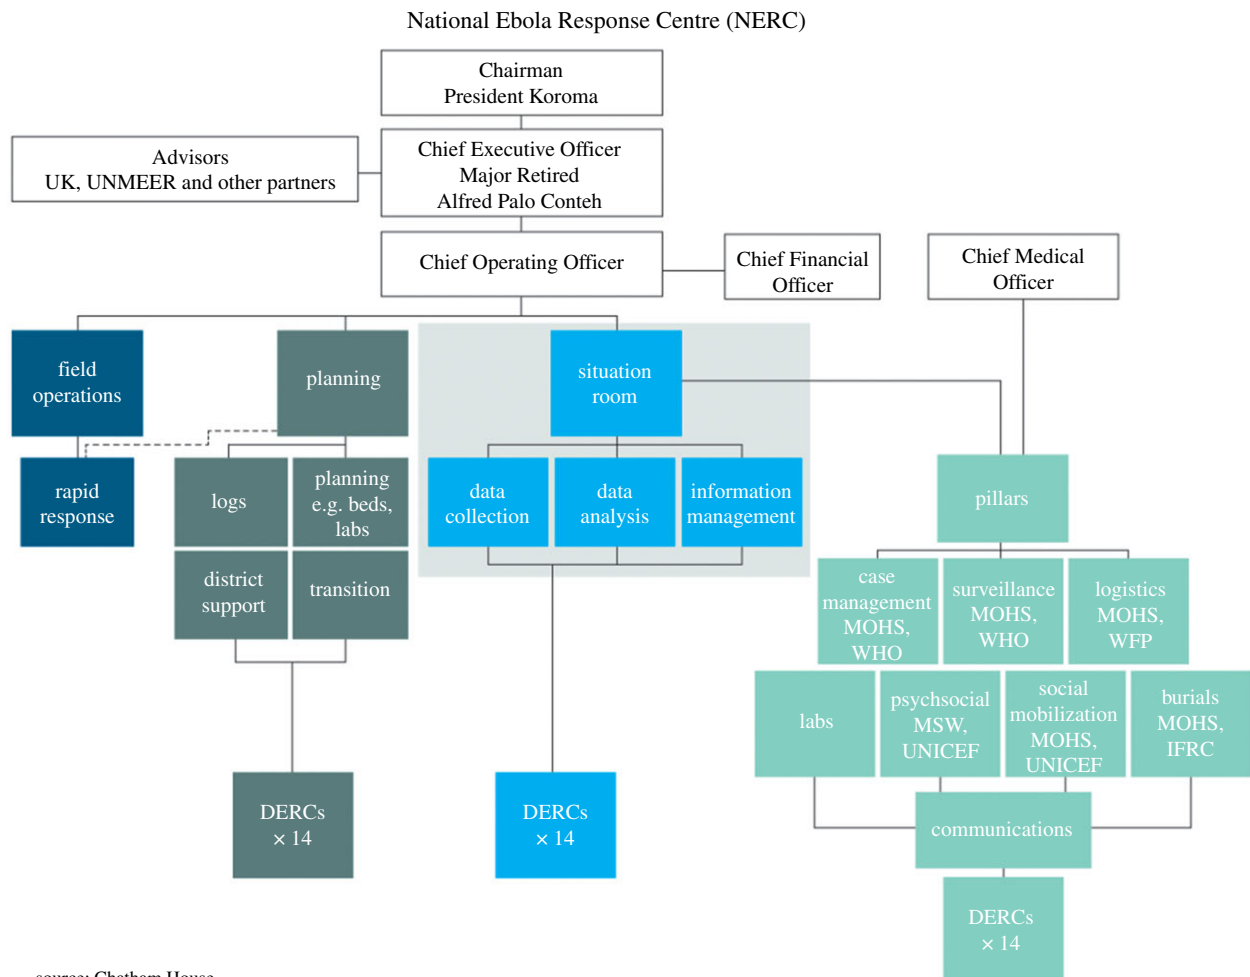 National Ebola Response Centre (NERC)
Chairman
President Koroma
Advisors
UK, UNMEER and other partners
Chief Executive Officer
Major Retired
Alfred Palo Conteh
Chief Operating Officer
Chief Financial
Officer
Chief Medical
Officer
field
operations
planning
situation
room
rapid
response
logs
planning
e.g. beds,
labs
data
collection
data
analysis
information
management
pillars
district
support
transition
case
management
MOHS,
WHO
surveillance
MOHS,
WHO
logistics
MOHS,
WFP
labs
psychsocial
MSW,
UNICEF
social
mobilization
MOHS,
UNICEF
burials
MOHS,
IFRC
DERCs
× 14
DERCs
× 14
communications
DERCs
× 14
source: Chatham House